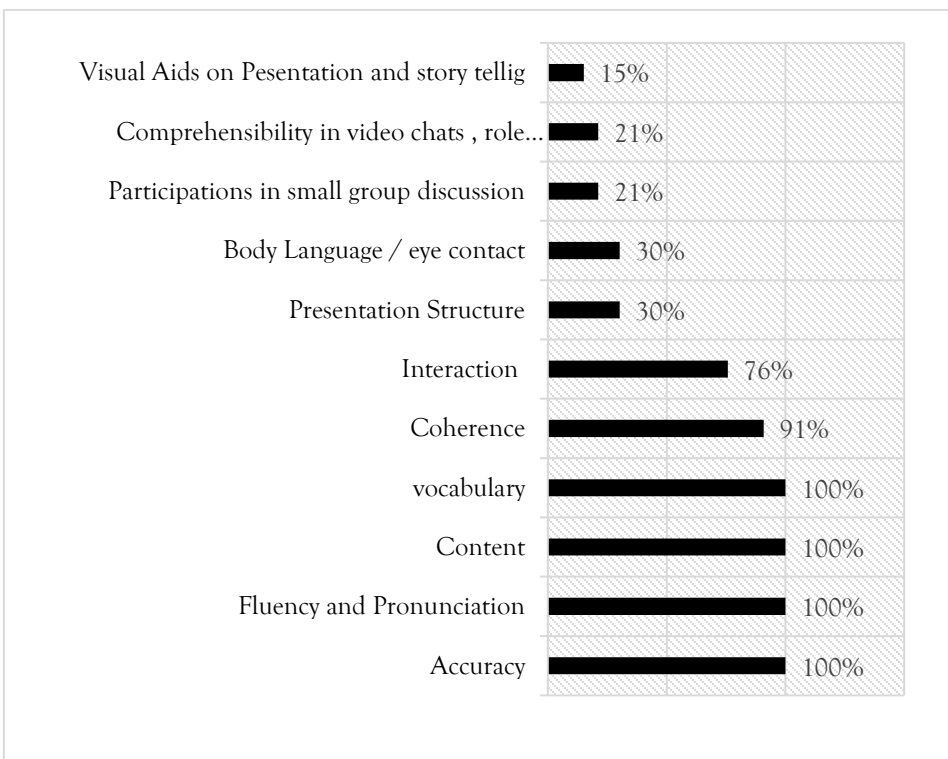 Visual Aids on Pesentation and story tellig 15%
Comprehensibility in video chats , role... 21%
Participations in small group discussion 21%
Body Language / eye contact 30%
Presentation Structure 30%
Interaction 76%
Coherence 91%
vocabulary 100%
Content 100%
Fluency and Pronunciation 100%
Accuracy 100%